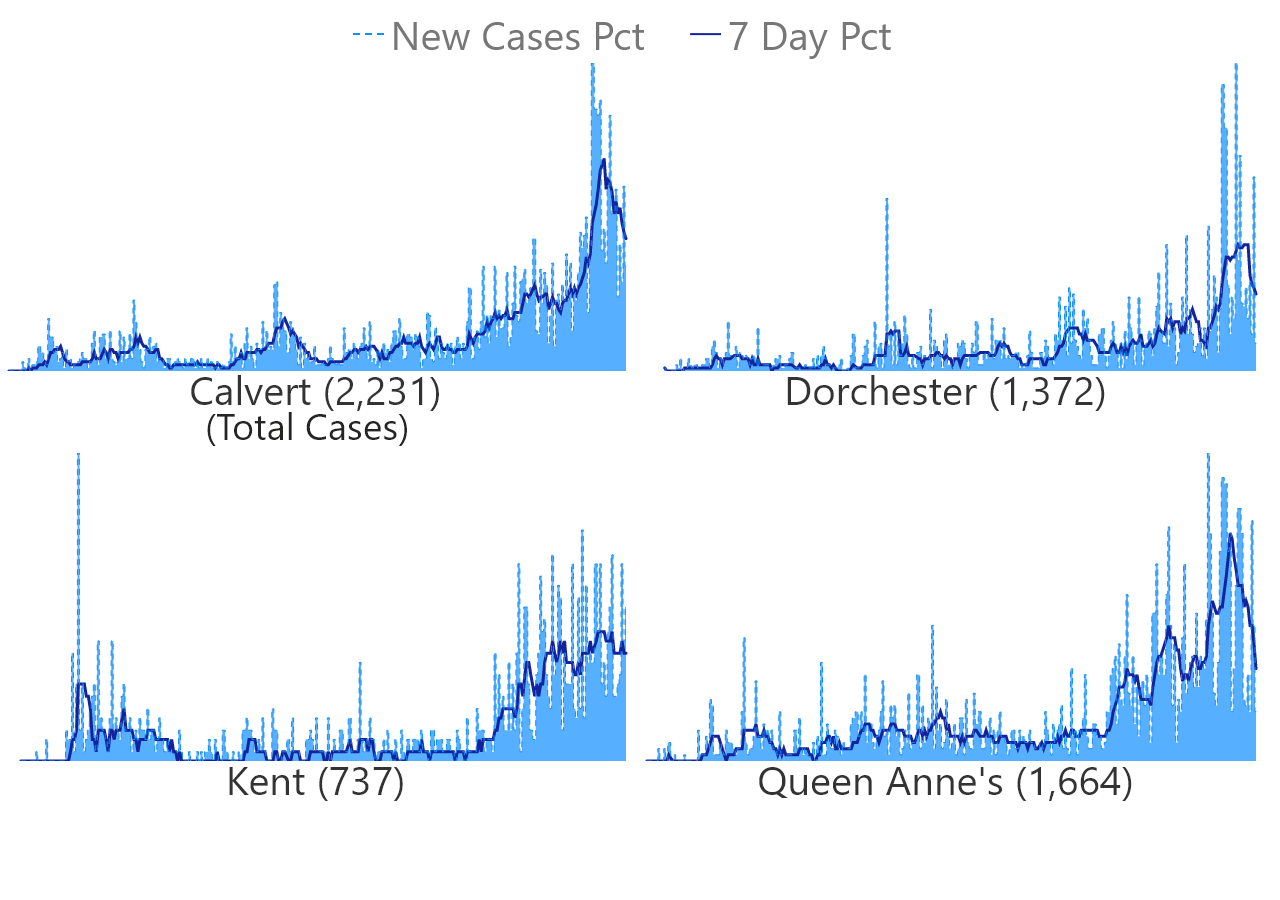 New Cases Pct 7 Day Pct
Calvert (2,231) Dorchester (1,372)
(Total Cases)
Kent (737) Queen Anne's (1,664)